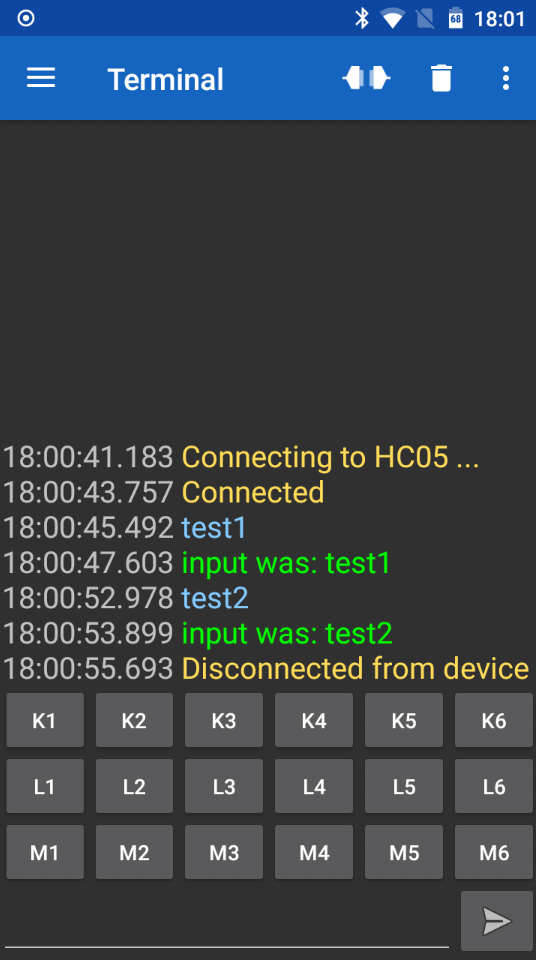 68 18:01
Terminal
18:00:41.183 Connecting to HC05 ...
18:00:43.757 Connected
18:00:45.492 test1
18:00:47.603 input was: test1
18:00:52.978 test2
18:00:53.899 input was: test2
18:00:55.693 Disconnected from device
K1 K2 K3 K4 K5 K6
L1 L2 L3 L4 L5 L6
M1 M2 M3 M4 M5 M6